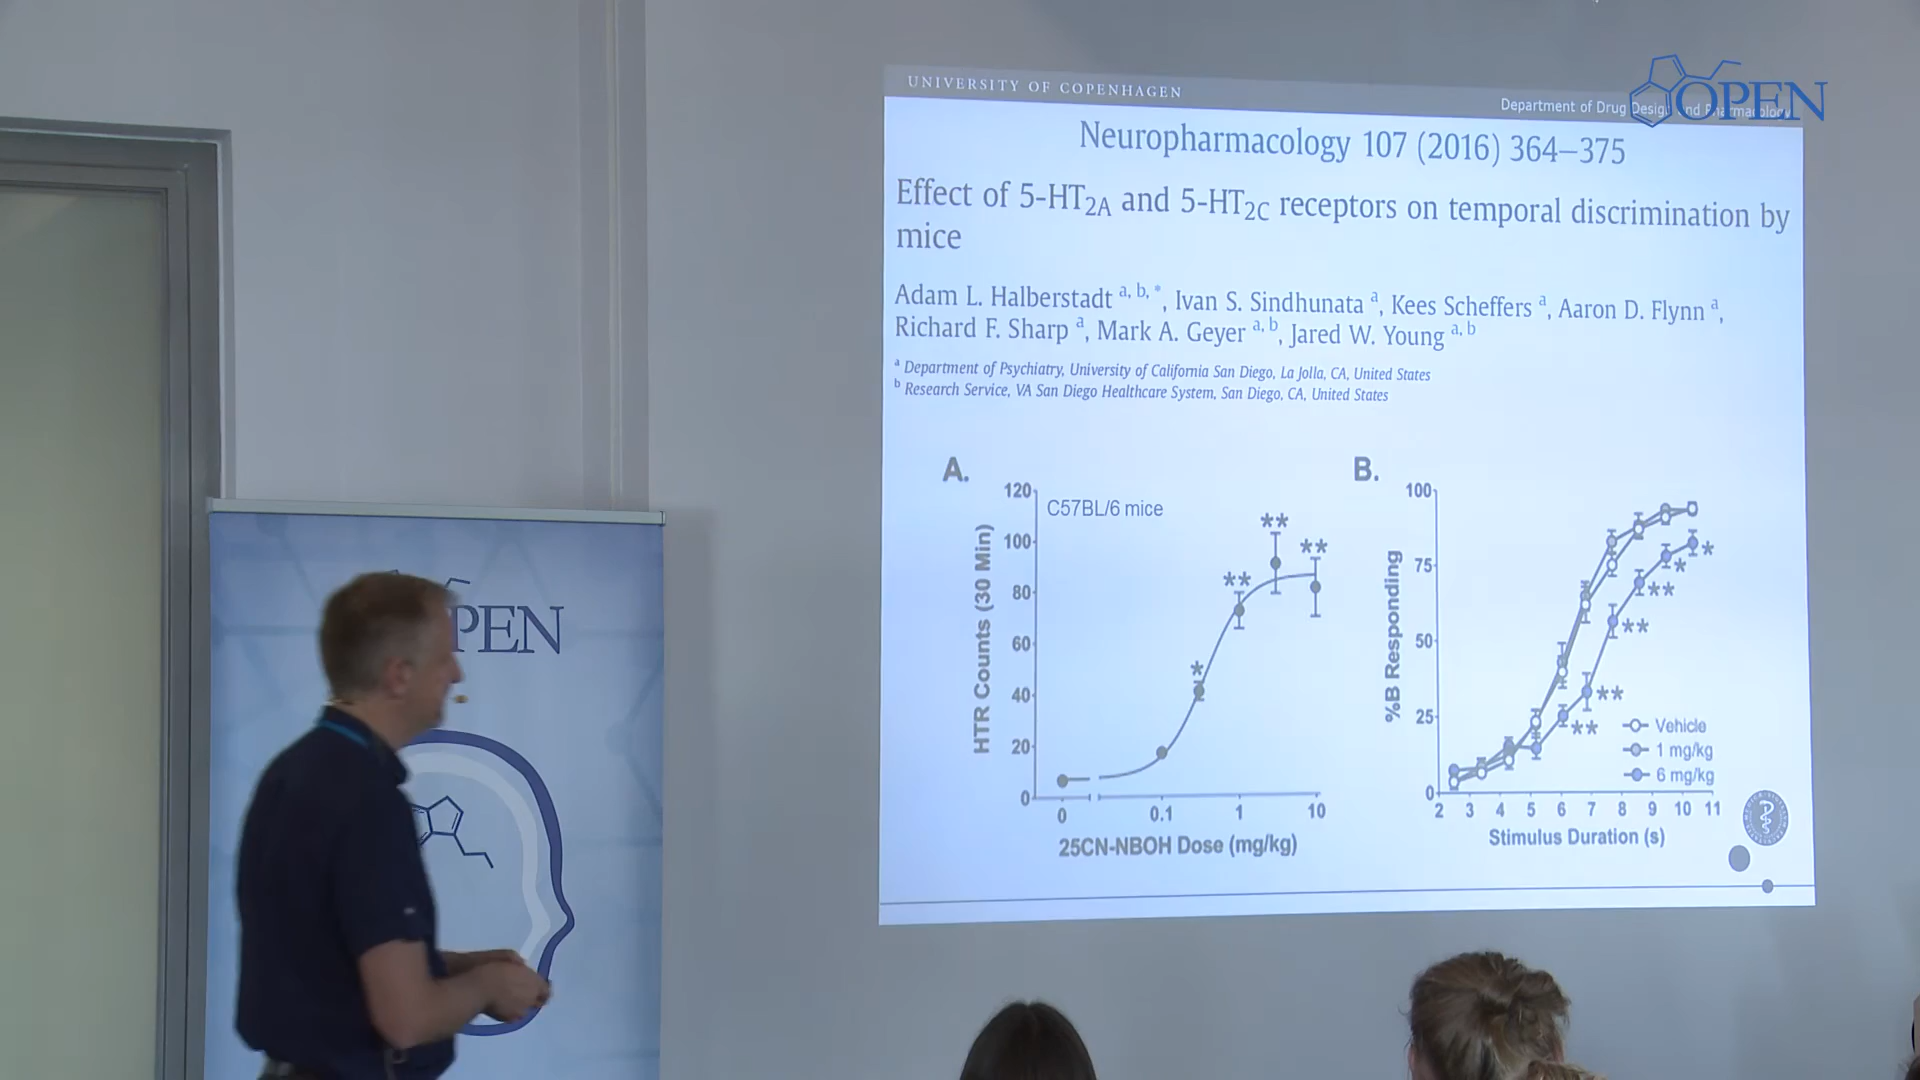 OPEN
UNIVERSITY OF COPENHAGEN
Department of Drug Design and Pharmacology
Neuropharmacology 107 (2016) 364–375
Effect of 5-HT2A and 5-HT2C receptors on temporal discrimination by
mice
Adam L. Halberstadt a, b, *, Ivan S. Sindhunata a, Kees Scheffers a, Aaron D. Flynn a,
Richard F. Sharp a, Mark A. Geyer a, b, Jared W. Young a, b
a Department of Psychiatry, University of California San Diego, La Jolla, CA, United States
b Research Service, VA San Diego Healthcare System, San Diego, CA, United States
A.
C57BL/6 mice
HTR Counts (30 Min)
120
100
80
60
40
20
0
** ** ** *
0 0.1 1 10
25CN-NBOH Dose (mg/kg)
B.
%B Responding
100
75
50
25
0
* * ** ** ** **
Vehicle
1 mg/kg
6 mg/kg
2 3 4 5 6 7 8 9 10 11
Stimulus Duration (s)
PEN